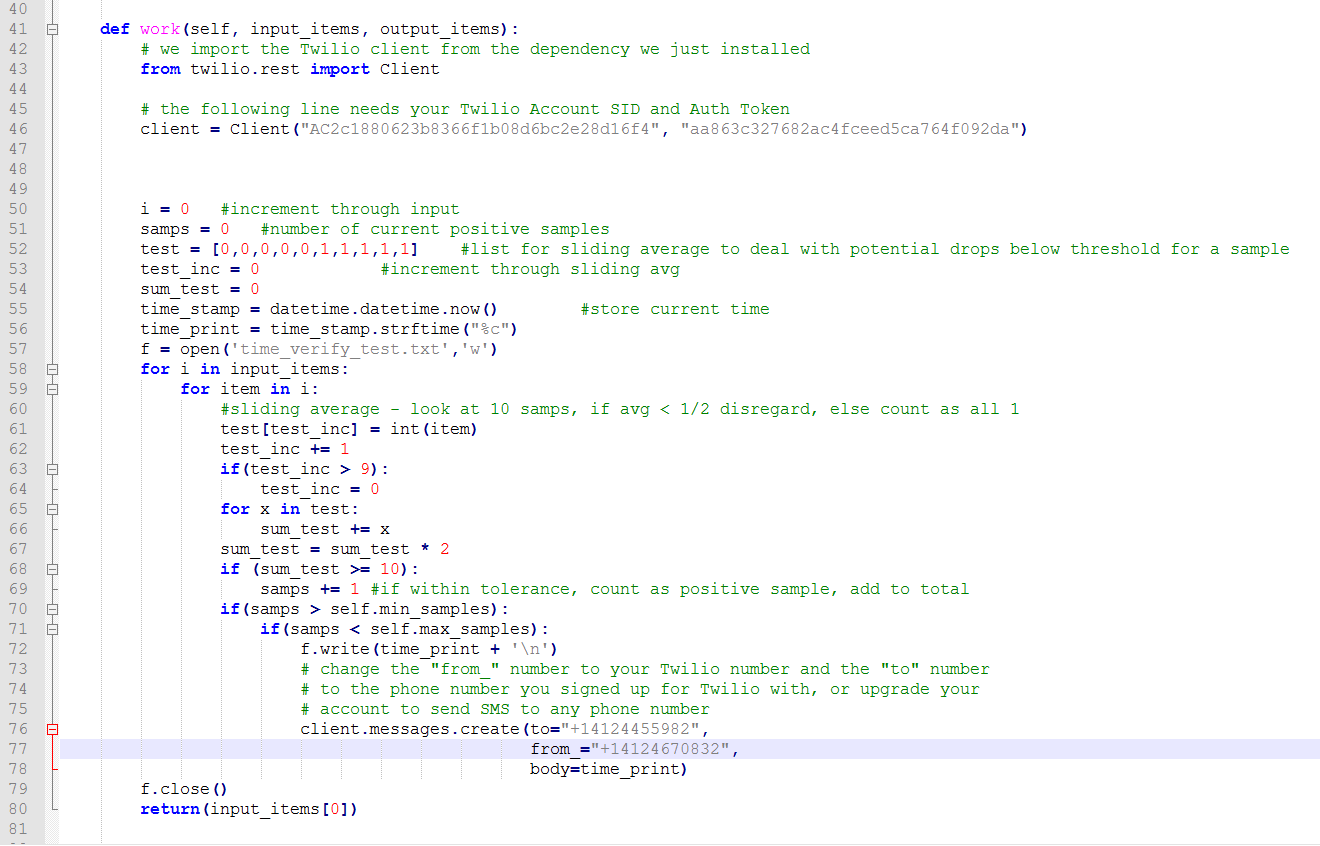 40
41 def work(self, input_items, output_items):
42 # we import the Twilio client from the dependency we just installed
43 from twilio.rest import Client
44
45 # the following line needs your Twilio Account SID and Auth Token
46 client = Client("AC2c1880623b8366f1b08d6bc2e28d16f4", "aa863c327682ac4fceed5ca764f092da")
47
48
49
50 i = 0 #increment through input
51 samps = 0 #number of current positive samples
52 test = [0,0,0,0,0,1,1,1,1,1] #list for sliding average to deal with potential drops below threshold for a sample
53 test_inc = 0 #increment through sliding avg
54 sum_test = 0
55 time_stamp = datetime.datetime.now() #store current time
56 time_print = time_stamp.strftime("%c")
57 f = open('time_verify_test.txt','w')
58 for i in input_items:
59 for item in i:
60 #sliding average - look at 10 samps, if avg < 1/2 disregard, else count as all 1
61 test[test_inc] = int(item)
62 test_inc += 1
63 if(test_inc > 9):
64 test_inc = 0
65 for x in test:
66 sum_test += x
67 sum_test = sum_test * 2
68 if (sum_test >= 10):
69 samps += 1 #if within tolerance, count as positive sample, add to total
70 if(samps > self.min_samples):
71 if(samps < self.max_samples):
72 f.write(time_print + '\n')
73 # change the "from_" number to your Twilio number and the "to" number
74 # to the phone number you signed up for Twilio with, or upgrade your
75 # account to send SMS to any phone number
76 client.messages.create(to="+14124455982",
77 from_="+14124670832",
78 body=time_print)
79 f.close()
80 return(input_items[0])
81